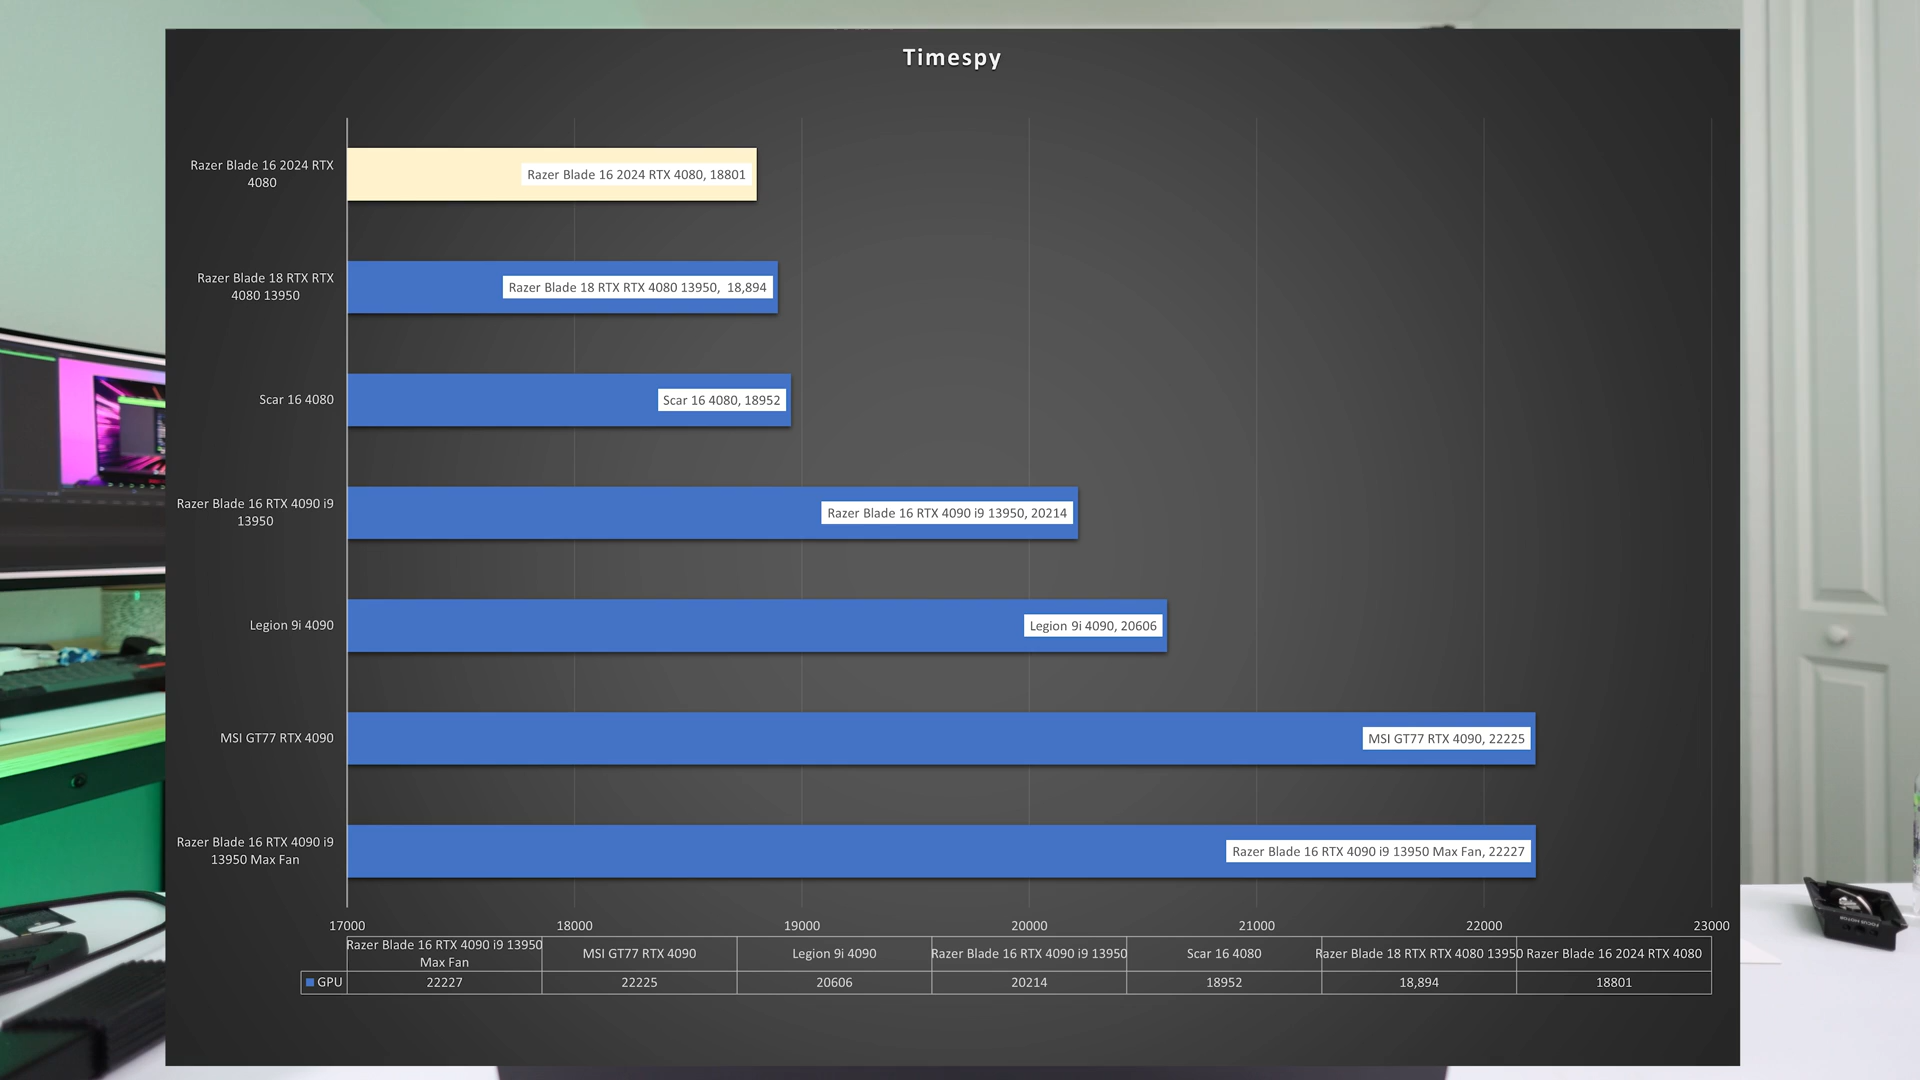 Timespy
Razer Blade 16 2024 RTX
4080
Razer Blade 16 2024 RTX 4080, 18801
Razer Blade 18 RTX RTX
4080 13950
Razer Blade 18 RTX RTX 4080 13950,  18,894
Scar 16 4080
Scar 16 4080, 18952
Razer Blade 16 RTX 4090 i9
13950
Razer Blade 16 RTX 4090 i9 13950, 20214
Legion 9i 4090
Legion 9i 4090, 20606
MSI GT77 RTX 4090
MSI GT77 RTX 4090, 22225
Razer Blade 16 RTX 4090 i9
13950 Max Fan
Razer Blade 16 RTX 4090 i9 13950 Max Fan, 22227
17000 18000 19000 20000 21000 22000 23000
Razer Blade 16 RTX 4090 i9 13950
Max Fan
MSI GT77 RTX 4090
Legion 9i 4090
Razer Blade 16 RTX 4090 i9 13950
Scar 16 4080
Razer Blade 18 RTX RTX 4080 13950
Razer Blade 16 2024 RTX 4080
GPU 22227 22225 20606 20214 18952 18,894 18801